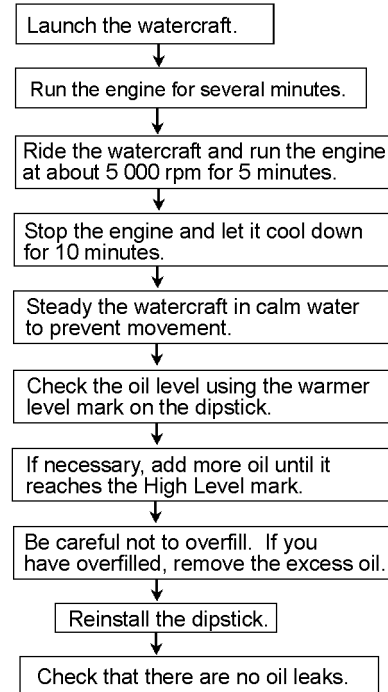 Launch the watercraft.
Run the engine for several minutes.
Ride the watercraft and run the engine
at about 5 000 rpm for 5 minutes.
Stop the engine and let it cool down
for 10 minutes.
Steady the watercraft in calm water
to prevent movement.
Check the oil level using the warmer
level mark on the dipstick.
If necessary, add more oil until it
reaches the High Level mark.
Be careful not to overfill.  If you
have overfilled, remove the excess oil.
Reinstall the dipstick.
Check that there are no oil leaks.